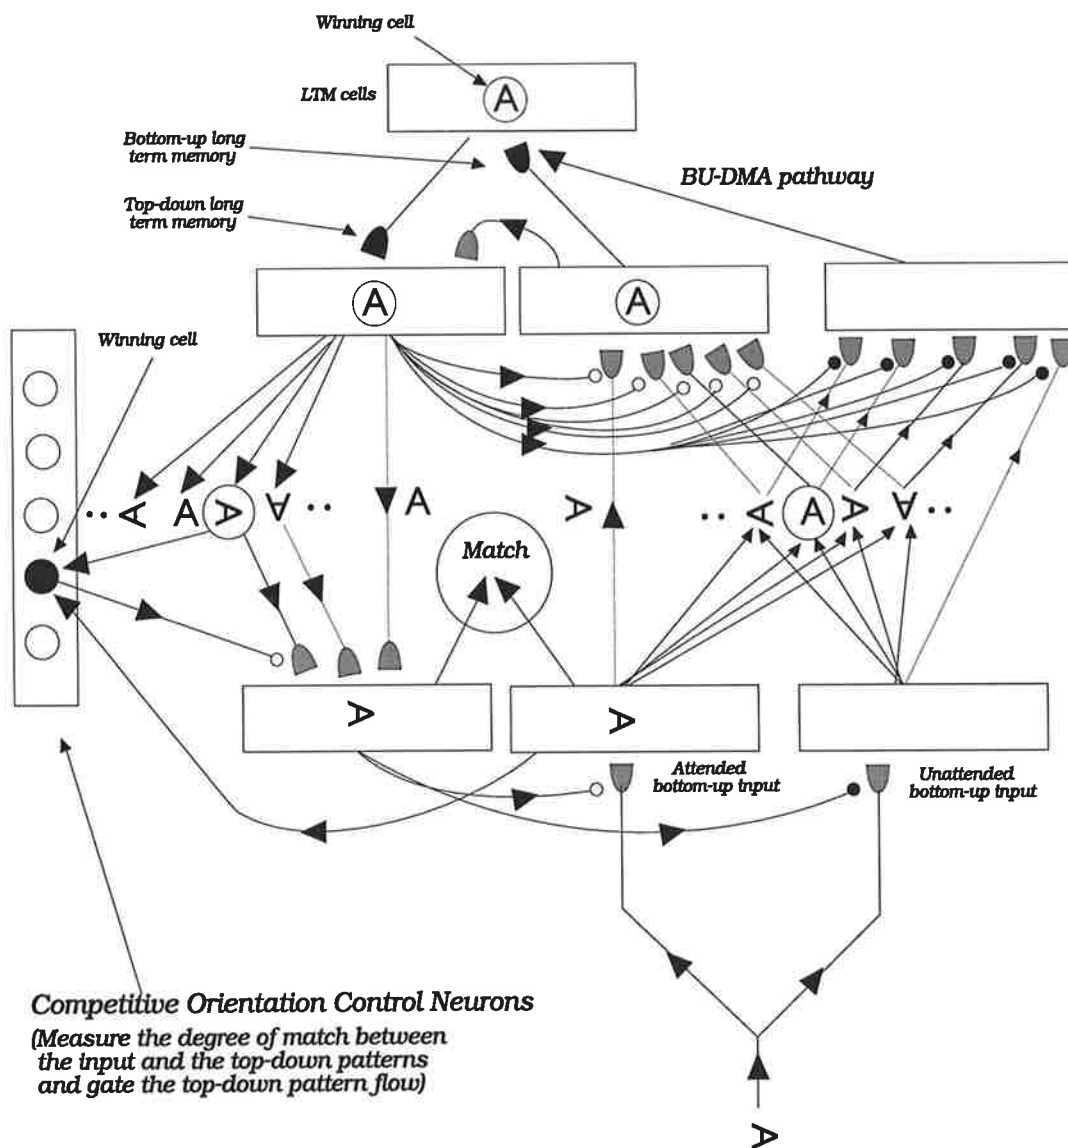 Winning cell
LTM cells
A
Bottom-up long
term memory
BU-DMA pathway
Top-down long
term memory
A
A
Winning cell
·· A A A A ··
A
A
·· A A A A ··
Match
A
A
Attended
bottom-up input
Unattended
bottom-up input
Competitive Orientation Control Neurons
(Measure the degree of match between
the input and the top-down patterns
and gate the top-down pattern flow)
A